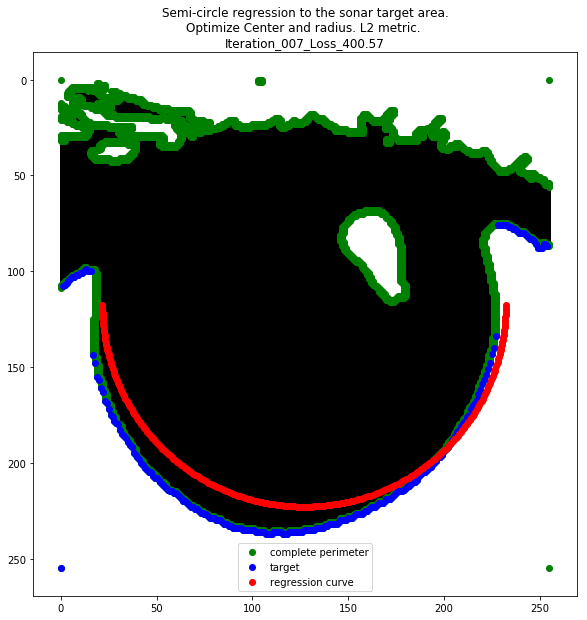 Semi-circle regression to the sonar target area.
Optimize Center and radius. L2 metric.
Iteration_007_Loss_400.57
0
50
100
150
200
250
complete perimeter
target
regression curve
0
50
100
150
200
250